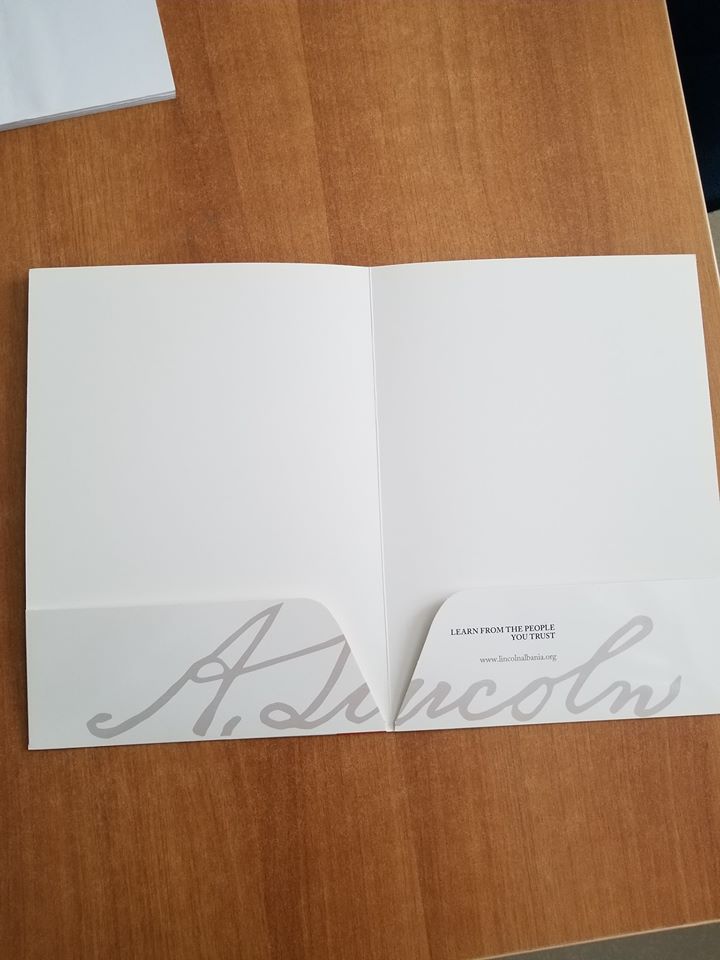 LEARN FROM THE PEOPLE
YOU TRUST
www.lincolnalbania.org
A. Lincoln